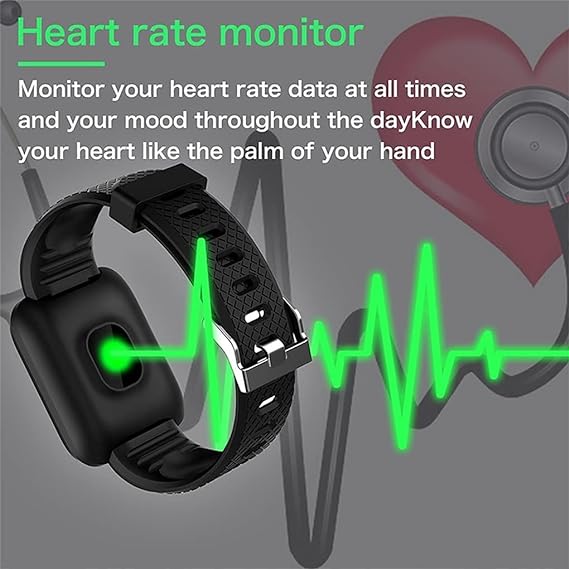 Heart rate monitor
Monitor your heart rate data at all times
and your mood throughout the dayKnow
your heart like the palm of your hand